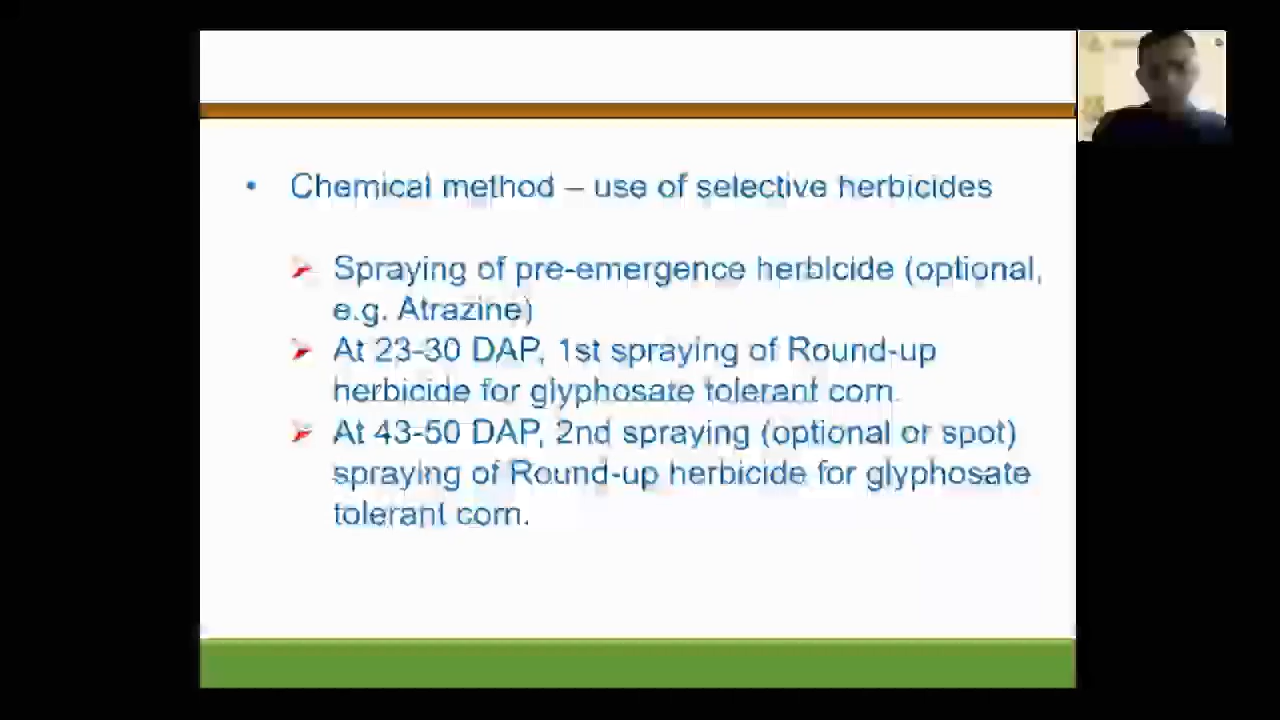 • Chemical method – use of selective herbicides
Spraying of pre-emergence herbicide (optional,
e.g. Atrazine)
At 23-30 DAP, 1st spraying of Round-up
herbicide for glyphosate tolerant corn.
At 43-50 DAP, 2nd spraying (optional or spot)
spraying of Round-up herbicide for glyphosate
tolerant corn.